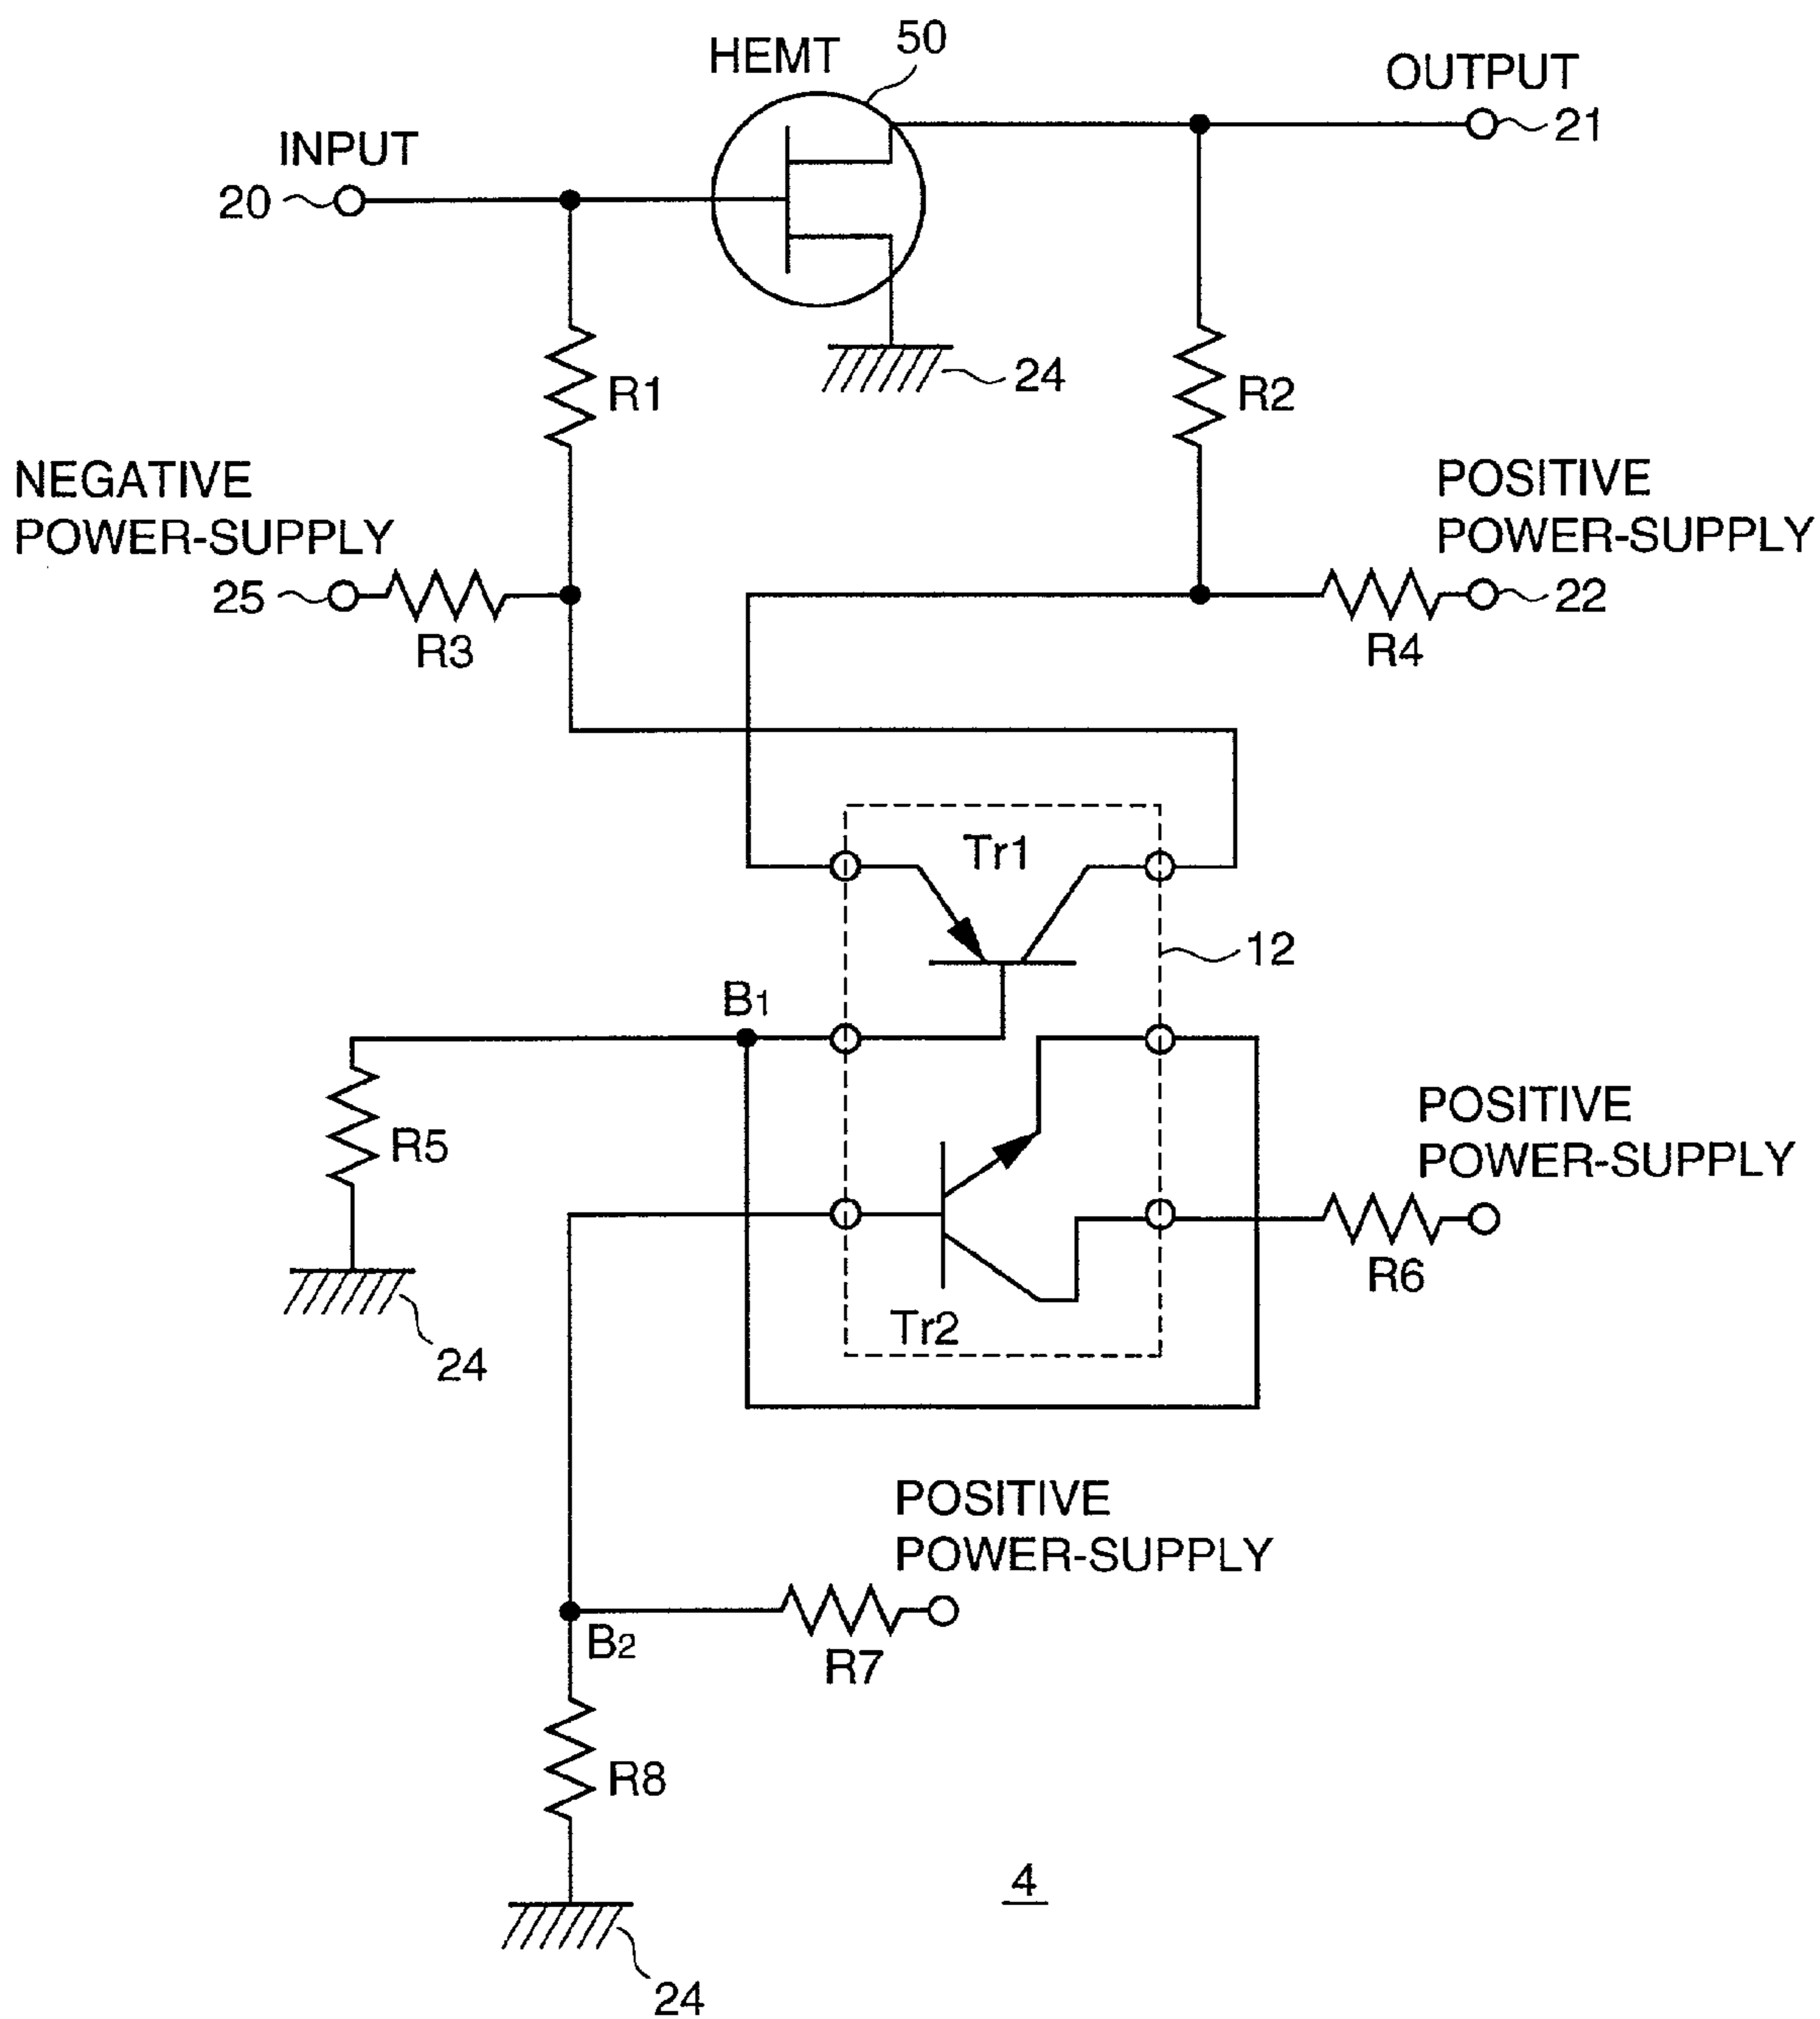 HEMT
50
OUTPUT
21
INPUT
20
24
R1
R2
NEGATIVE
POWER-SUPPLY
POSITIVE
POWER-SUPPLY
25
22
R3
R4
Tr1
12
B1
R5
POSITIVE
POWER-SUPPLY
R6
Tr2
24
POSITIVE
POWER-SUPPLY
B2
R7
R8
4
24